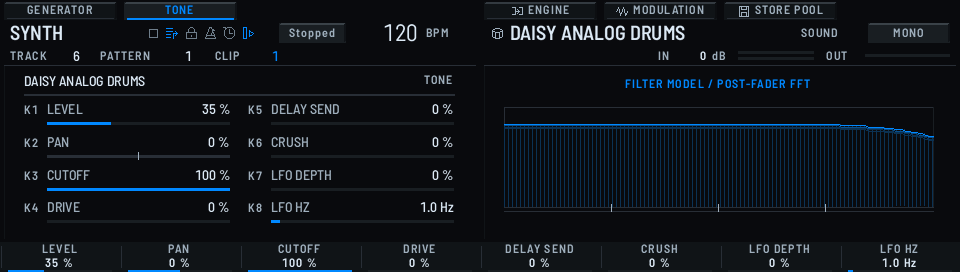 GENERATOR TONE ENGINE MODULATION STORE POOL
SYNTH Stopped 120 BPM DAISY ANALOG DRUMS SOUND MONO
TRACK 6 PATTERN 1 CLIP 1 IN 0 dB OUT
DAISY ANALOG DRUMS TONE
FILTER MODEL / POST-FADER FFT
K1 LEVEL 35 % K5 DELAY SEND 0 %
K2 PAN 0 % K6 CRUSH 0 %
K3 CUTOFF 100 % K7 LFO DEPTH 0 %
K4 DRIVE 0 % K8 LFO HZ 1.0 Hz
LEVEL PAN CUTOFF DRIVE DELAY SEND CRUSH LFO DEPTH LFO HZ
35 % 0 % 100 % 0 % 0 % 0 % 0 % 1.0 Hz